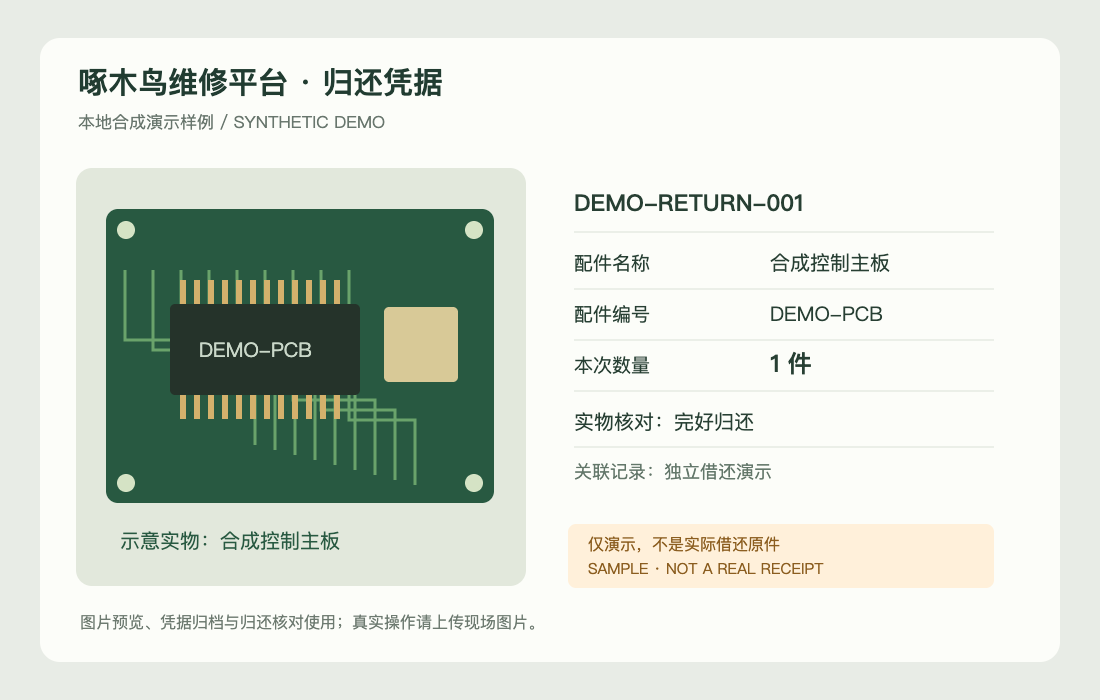 啄木鸟维修平台 · 归还凭据
本地合成演示样例 / SYNTHETIC DEMO
DEMO-PCB
示意实物：合成控制主板
DEMO-RETURN-001
配件名称 合成控制主板
配件编号 DEMO-PCB
本次数量 1 件
实物核对：完好归还
关联记录：独立借还演示
仅演示，不是实际借还原件
SAMPLE · NOT A REAL RECEIPT
图片预览、凭据归档与归还核对使用；真实操作请上传现场图片。